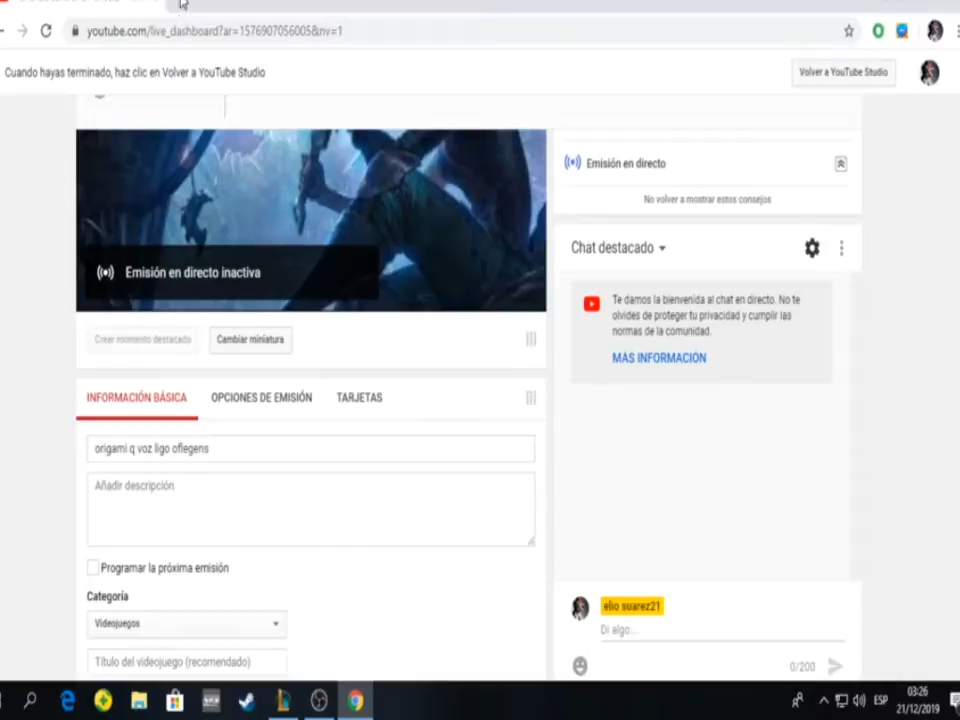 youtube.com/live_dashboard?ar=1576907056005&nv=1
Cuando hayas terminado, haz clic en Volver a YouTube Studio
Volver a YouTube Studio
Emisión en directo
No volver a mostrar estos consejos
Emisión en directo inactiva
Chat destacado
Te damos la bienvenida al chat en directo. No te
olvides de proteger tu privacidad y cumplir las
normas de la comunidad.
MÁS INFORMACIÓN
Crear momento destacado
Cambiar miniatura
INFORMACIÓN BÁSICA
OPCIONES DE EMISIÓN
TARJETAS
origami q voz ligo oflegens
Añadir descripción
Programar la próxima emisión
Categoría
Videojuegos
Título del videojuego (recomendado)
elio suarez21
Di algo...
0/200
ESP
03:26
21/12/2019